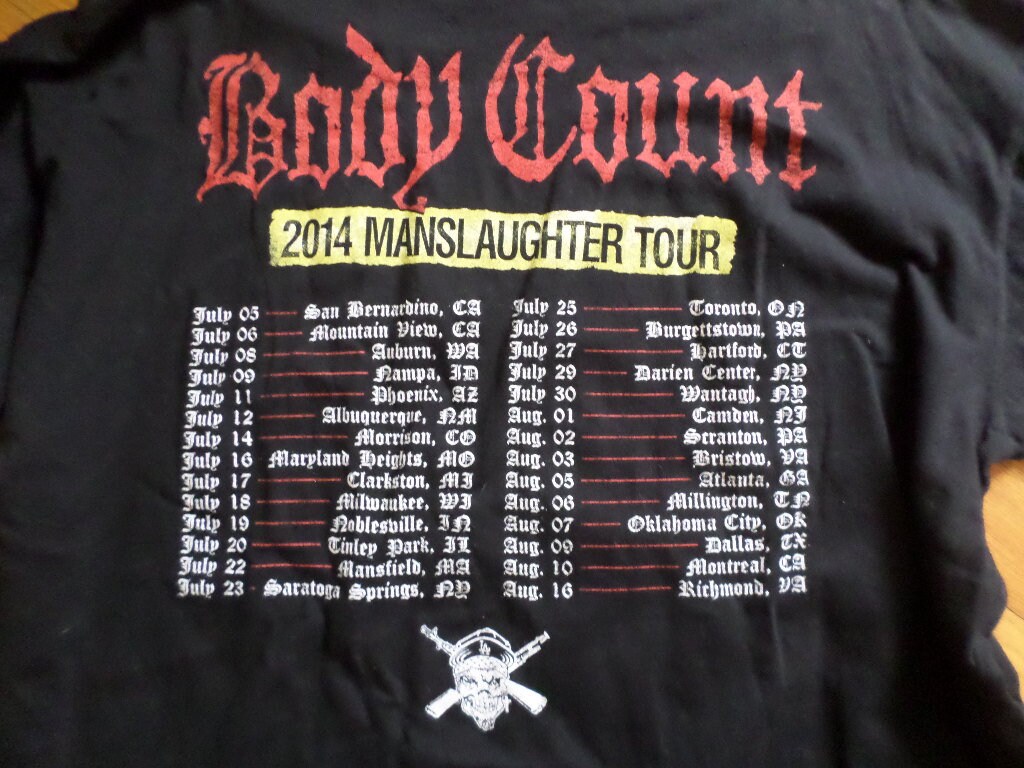 Body Count
2014 MANSLAUGHTER TOUR
July 05 San Bernardino, CA
July 06 Mountain View, CA
July 08 Auburn, WA
July 09 Nampa, ID
July 11 Phoenix, AZ
July 12 Albuquerque, NM
July 14 Morrison, CO
July 16 Maryland Heights, MO
July 17 Clarkston, MI
July 18 Milwaukee, WI
July 19 Noblesville, IN
July 20 Tinley Park, IL
July 22 Mansfield, MA
July 23 Saratoga Springs, NY
July 25 Toronto, ON
July 26 Burgettstown, PA
July 27 Hartford, CT
July 29 Darien Center, NY
July 30 Wantagh, NY
Aug. 01 Camden, NJ
Aug. 02 Scranton, PA
Aug. 03 Bristow, VA
Aug. 05 Atlanta, GA
Aug. 06 Millington, TN
Aug. 07 Oklahoma City, OK
Aug. 09 Dallas, TX
Aug. 10 Montreal, CA
Aug. 16 Richmond, VA
LA